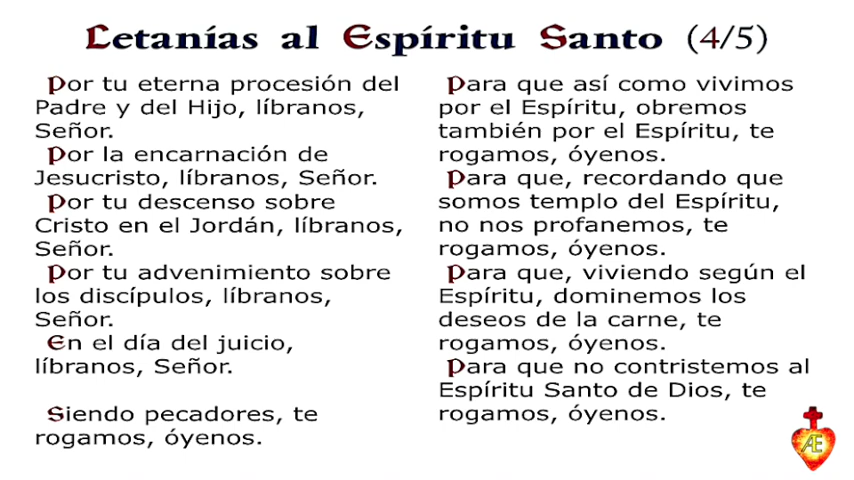 Letanías al Espíritu Santo (4/5)
Por tu eterna procesión del
Padre y del Hijo, líbranos,
Señor.
Por la encarnación de
Jesucristo, líbranos, Señor.
Por tu descenso sobre
Cristo en el Jordán, líbranos,
Señor.
Por tu advenimiento sobre
los discípulos, líbranos,
Señor.
En el día del juicio,
líbranos, Señor.
Siendo pecadores, te
rogamos, óyenos.
Para que así como vivimos
por el Espíritu, obremos
también por el Espíritu, te
rogamos, óyenos.
Para que, recordando que
somos templo del Espíritu,
no nos profanemos, te
rogamos, óyenos.
Para que, viviendo según el
Espíritu, dominemos los
deseos de la carne, te
rogamos, óyenos.
Para que no contristemos al
Espíritu Santo de Dios, te
rogamos, óyenos.
Æ